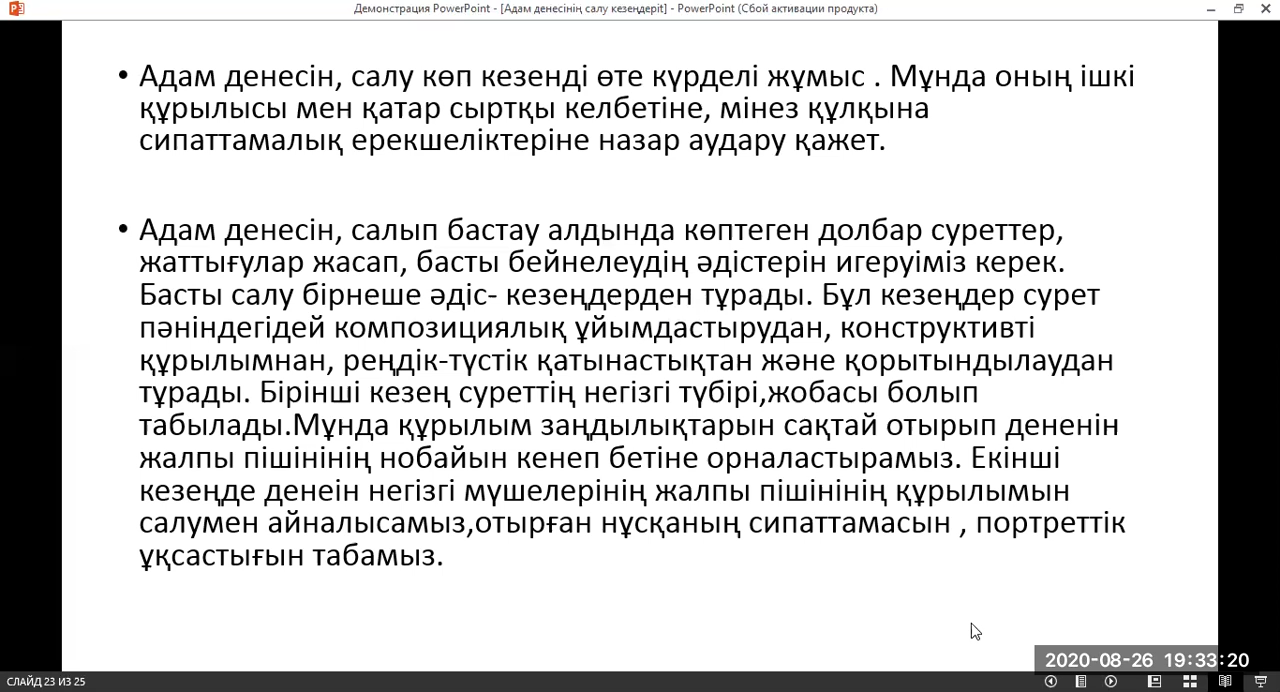 Демонстрация PowerPoint - [Адам денесінің салу кезеңдеріt] - PowerPoint (Сбой активации продукта)
• Адам денесін, салу көп кезенді өте күрделі жұмыс . Мұнда оның ішкі
құрылысы мен қатар сыртқы келбетіне, мінез құлқына
сипаттамалық ерекшеліктеріне назар аудару қажет.
• Адам денесін, салып бастау алдында көптеген долбар суреттер,
жаттығулар жасап, басты бейнелеудің әдістерін игеруіміз керек.
Басты салу бірнеше әдіс- кезеңдерден тұрады. Бұл кезеңдер сурет
пәніндегідей композициялық ұйымдастырудан, конструктивті
құрылымнан, реңдік-түстік қатынастықтан және қорытындылаудан
тұрады. Бірінші кезең суреттің негізгі түбірі,жобасы болып
табылады.Мұнда құрылым заңдылықтарын сақтай отырып дененін
жалпы пішінінің нобайын кенеп бетіне орналастырамыз. Екінші
кезеңде денеін негізгі мүшелерінің жалпы пішінінің құрылымын
салумен айналысамыз,отырған нұсқаның сипаттамасын , портреттік
ұқсастығын табамыз.
2020-08-26 19:33:20
СЛАЙД 23 ИЗ 25